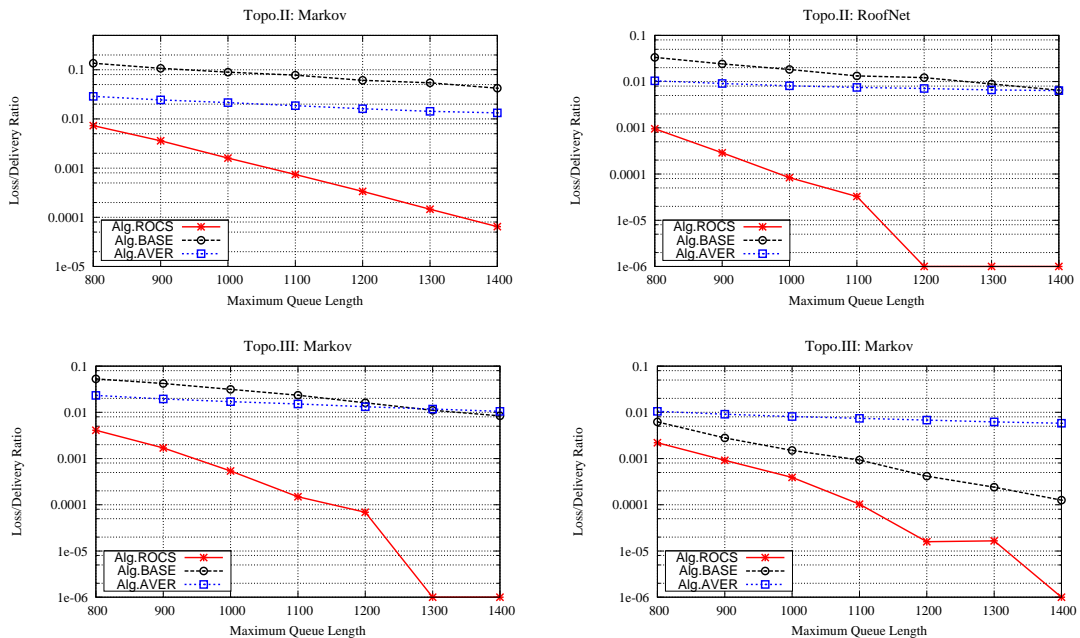 Topo.II: Markov
Loss/Delivery Ratio
0.1
0.01
0.001
0.0001
1e-05
Alg.ROCS
Alg.BASE
Alg.AVER
800 900 1000 1100 1200 1300 1400
Maximum Queue Length
Topo.II: RoofNet
Loss/Delivery Ratio
0.1
0.01
0.001
0.0001
1e-05
1e-06
Alg.ROCS
Alg.BASE
Alg.AVER
800 900 1000 1100 1200 1300 1400
Maximum Queue Length
Topo.III: Markov
Loss/Delivery Ratio
0.1
0.01
0.001
0.0001
1e-05
1e-06
Alg.ROCS
Alg.BASE
Alg.AVER
800 900 1000 1100 1200 1300 1400
Maximum Queue Length
Topo.III: Markov
Loss/Delivery Ratio
0.1
0.01
0.001
0.0001
1e-05
1e-06
Alg.ROCS
Alg.BASE
Alg.AVER
800 900 1000 1100 1200 1300 1400
Maximum Queue Length